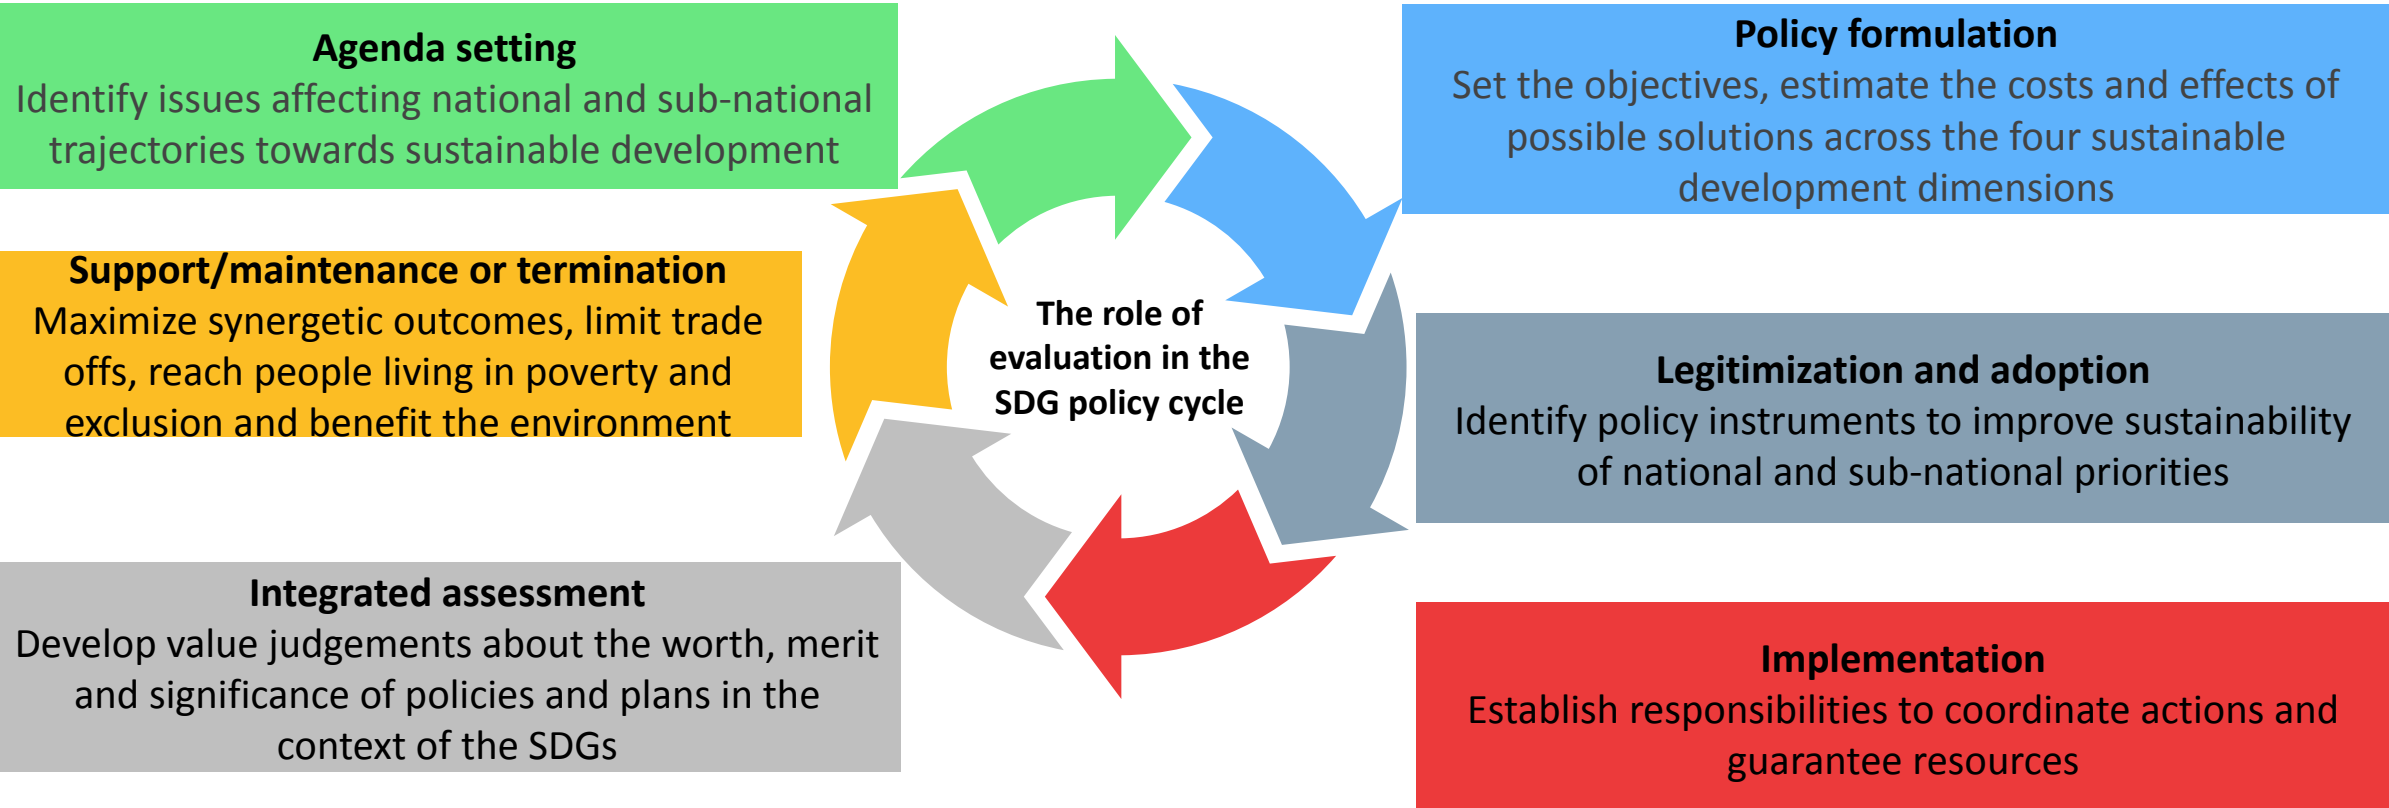 Agenda setting
Identify issues affecting national and sub-national
trajectories towards sustainable development
Policy formulation
Set the objectives, estimate the costs and effects of
possible solutions across the four sustainable
development dimensions
Support/maintenance or termination
Maximize synergetic outcomes, limit trade
offs, reach people living in poverty and
exclusion and benefit the environment
The role of
evaluation in the
SDG policy cycle
Legitimization and adoption
Identify policy instruments to improve sustainability
of national and sub-national priorities
Integrated assessment
Develop value judgements about the worth, merit
and significance of policies and plans in the
context of the SDGs
Implementation
Establish responsibilities to coordinate actions and
guarantee resources